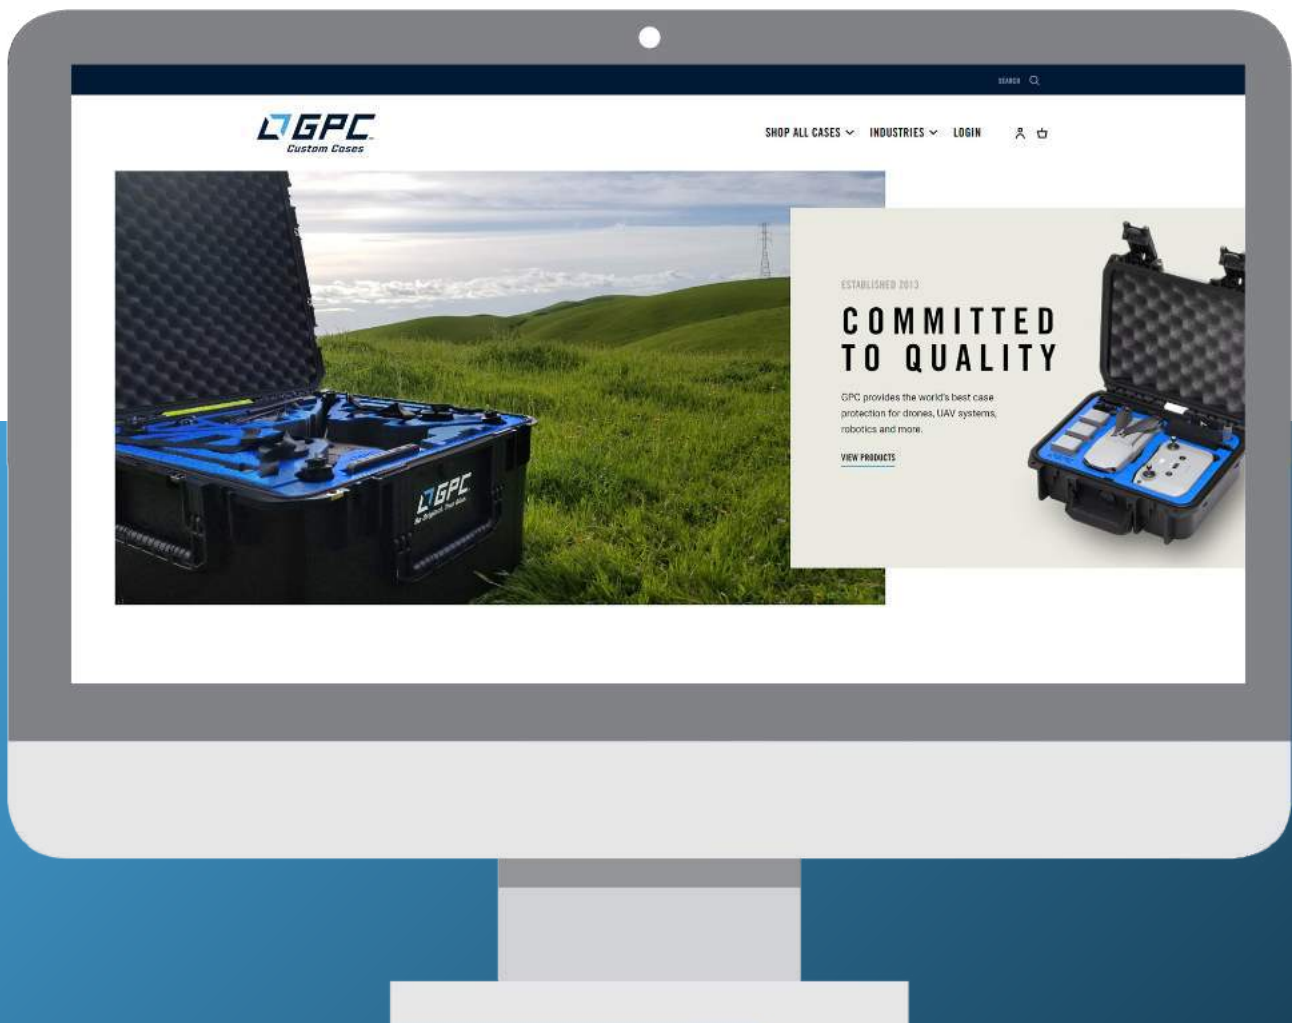 SEARCH
GPC
Custom Cases
SHOP ALL CASES
INDUSTRIES
LOGIN
ESTABLISHED 2013
COMMITTED
TO QUALITY
GPC provides the world's best case
protection for drones, UAV systems,
robotics and more.
VIEW PRODUCTS
GPC